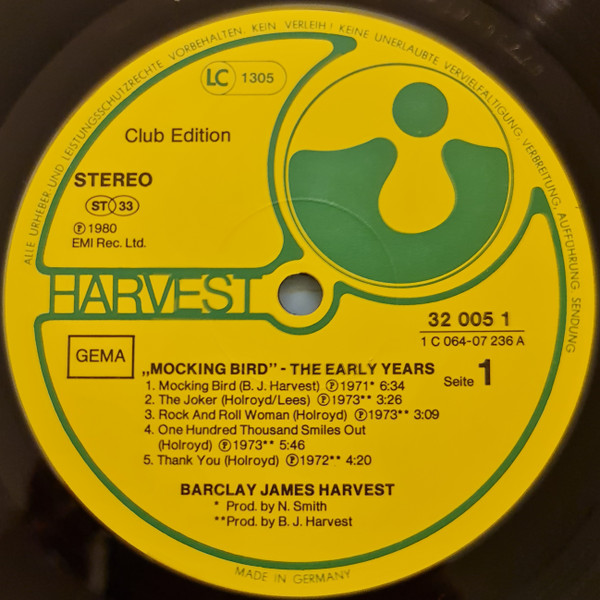 ALLE URHEBER UND LEISTUNGSSCHUTZRECHTE VORBEHALTEN. KEIN VERLEIH! KEINE UNERLAUBTE VERVIELFÄLTIGUNG, VERBREITUNG, AUFFÜHRUNG SENDUNG
LC 1305
Club Edition
STEREO
ST 33
Ⓟ 1980
EMI Rec. Ltd.
HARVEST
32 005 1
1 C 064-07 236 A
GEMA
„MOCKING BIRD” - THE EARLY YEARS
Seite 1
1. Mocking Bird (B. J. Harvest) Ⓟ 1971* 6:34
2. The Joker (Holroyd/Lees) Ⓟ 1973** 3:26
3. Rock And Roll Woman (Holroyd) Ⓟ 1973** 3:09
4. One Hundred Thousand Smiles Out
(Holroyd) Ⓟ 1973** 5:46
5. Thank You (Holroyd) Ⓟ 1972** 4:20
BARCLAY JAMES HARVEST
* Prod. by N. Smith
**Prod. by B. J. Harvest
MADE IN GERMANY